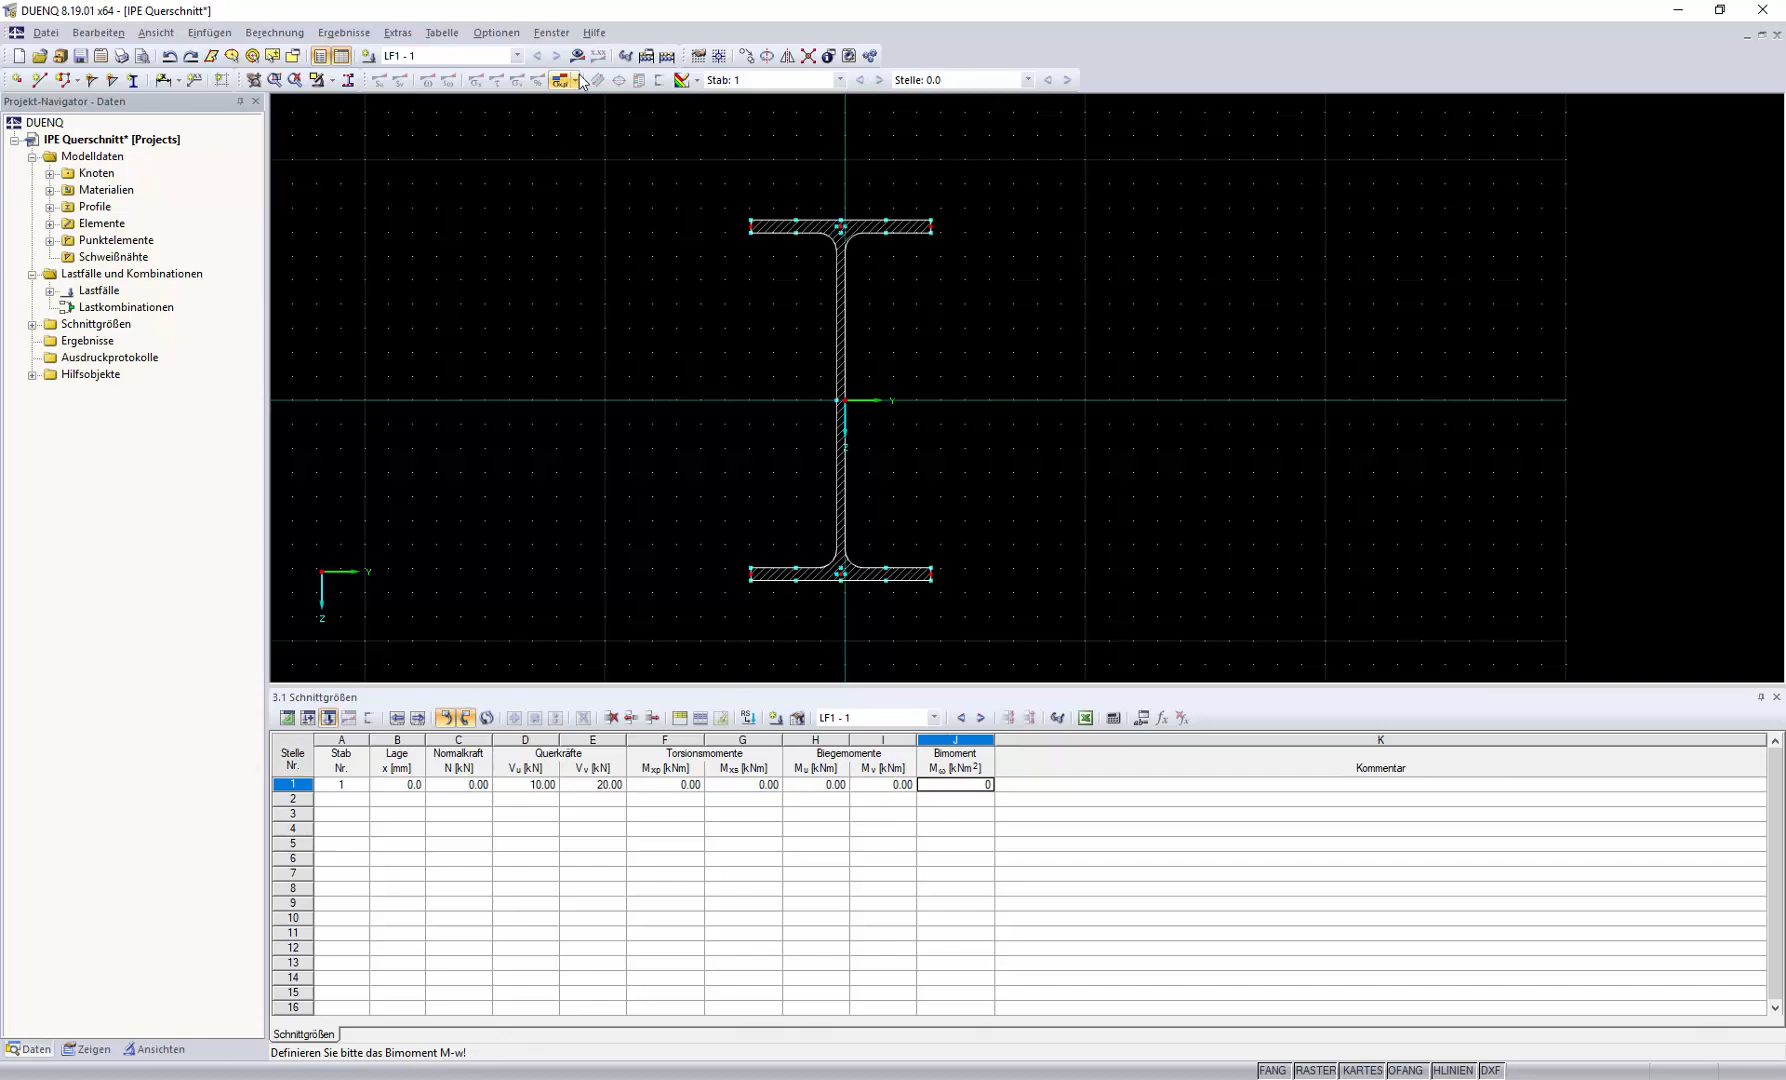 DUENQ 8.19.01 x64 - [IPE Querschnitt*]
Datei Bearbeiten Ansicht Einfügen Berechnung Ergebnisse Extras Tabelle Optionen Fenster Hilfe
LF1 - 1
Stab: 1 Stelle: 0.0
Projekt-Navigator - Daten
DUENQ
IPE Querschnitt* [Projects]
Modelldaten
Knoten
Materialien
Profile
Elemente
Punktelemente
Schweißnähte
Lastfälle und Kombinationen
Lastfälle
Lastkombinationen
Schnittgrößen
Ergebnisse
Ausdruckprotokolle
Hilfsobjekte
Y
Z
Y
Z
3.1 Schnittgrößen
LF1 - 1
A B C D E F G H I J K
Stelle Stab Lage Normalkraft Querkräfte Torsionsmomente Biegemomente Bimoment
Nr. Nr. x [mm] N [kN] Vu [kN] Vv [kN] Mxp [kNm] Mxs [kNm] Mu [kNm] Mv [kNm] Mω [kNm²] Kommentar
1 1 0.0 0.00 10.00 20.00 0.00 0.00 0.00 0.00 0
2
3
4
5
6
7
8
9
10
11
12
13
14
15
16
Schnittgrößen
Daten Zeigen Ansichten
Definieren Sie bitte das Bimoment M-w!
FANG RASTER KARTES OFANG HLINIEN DXF